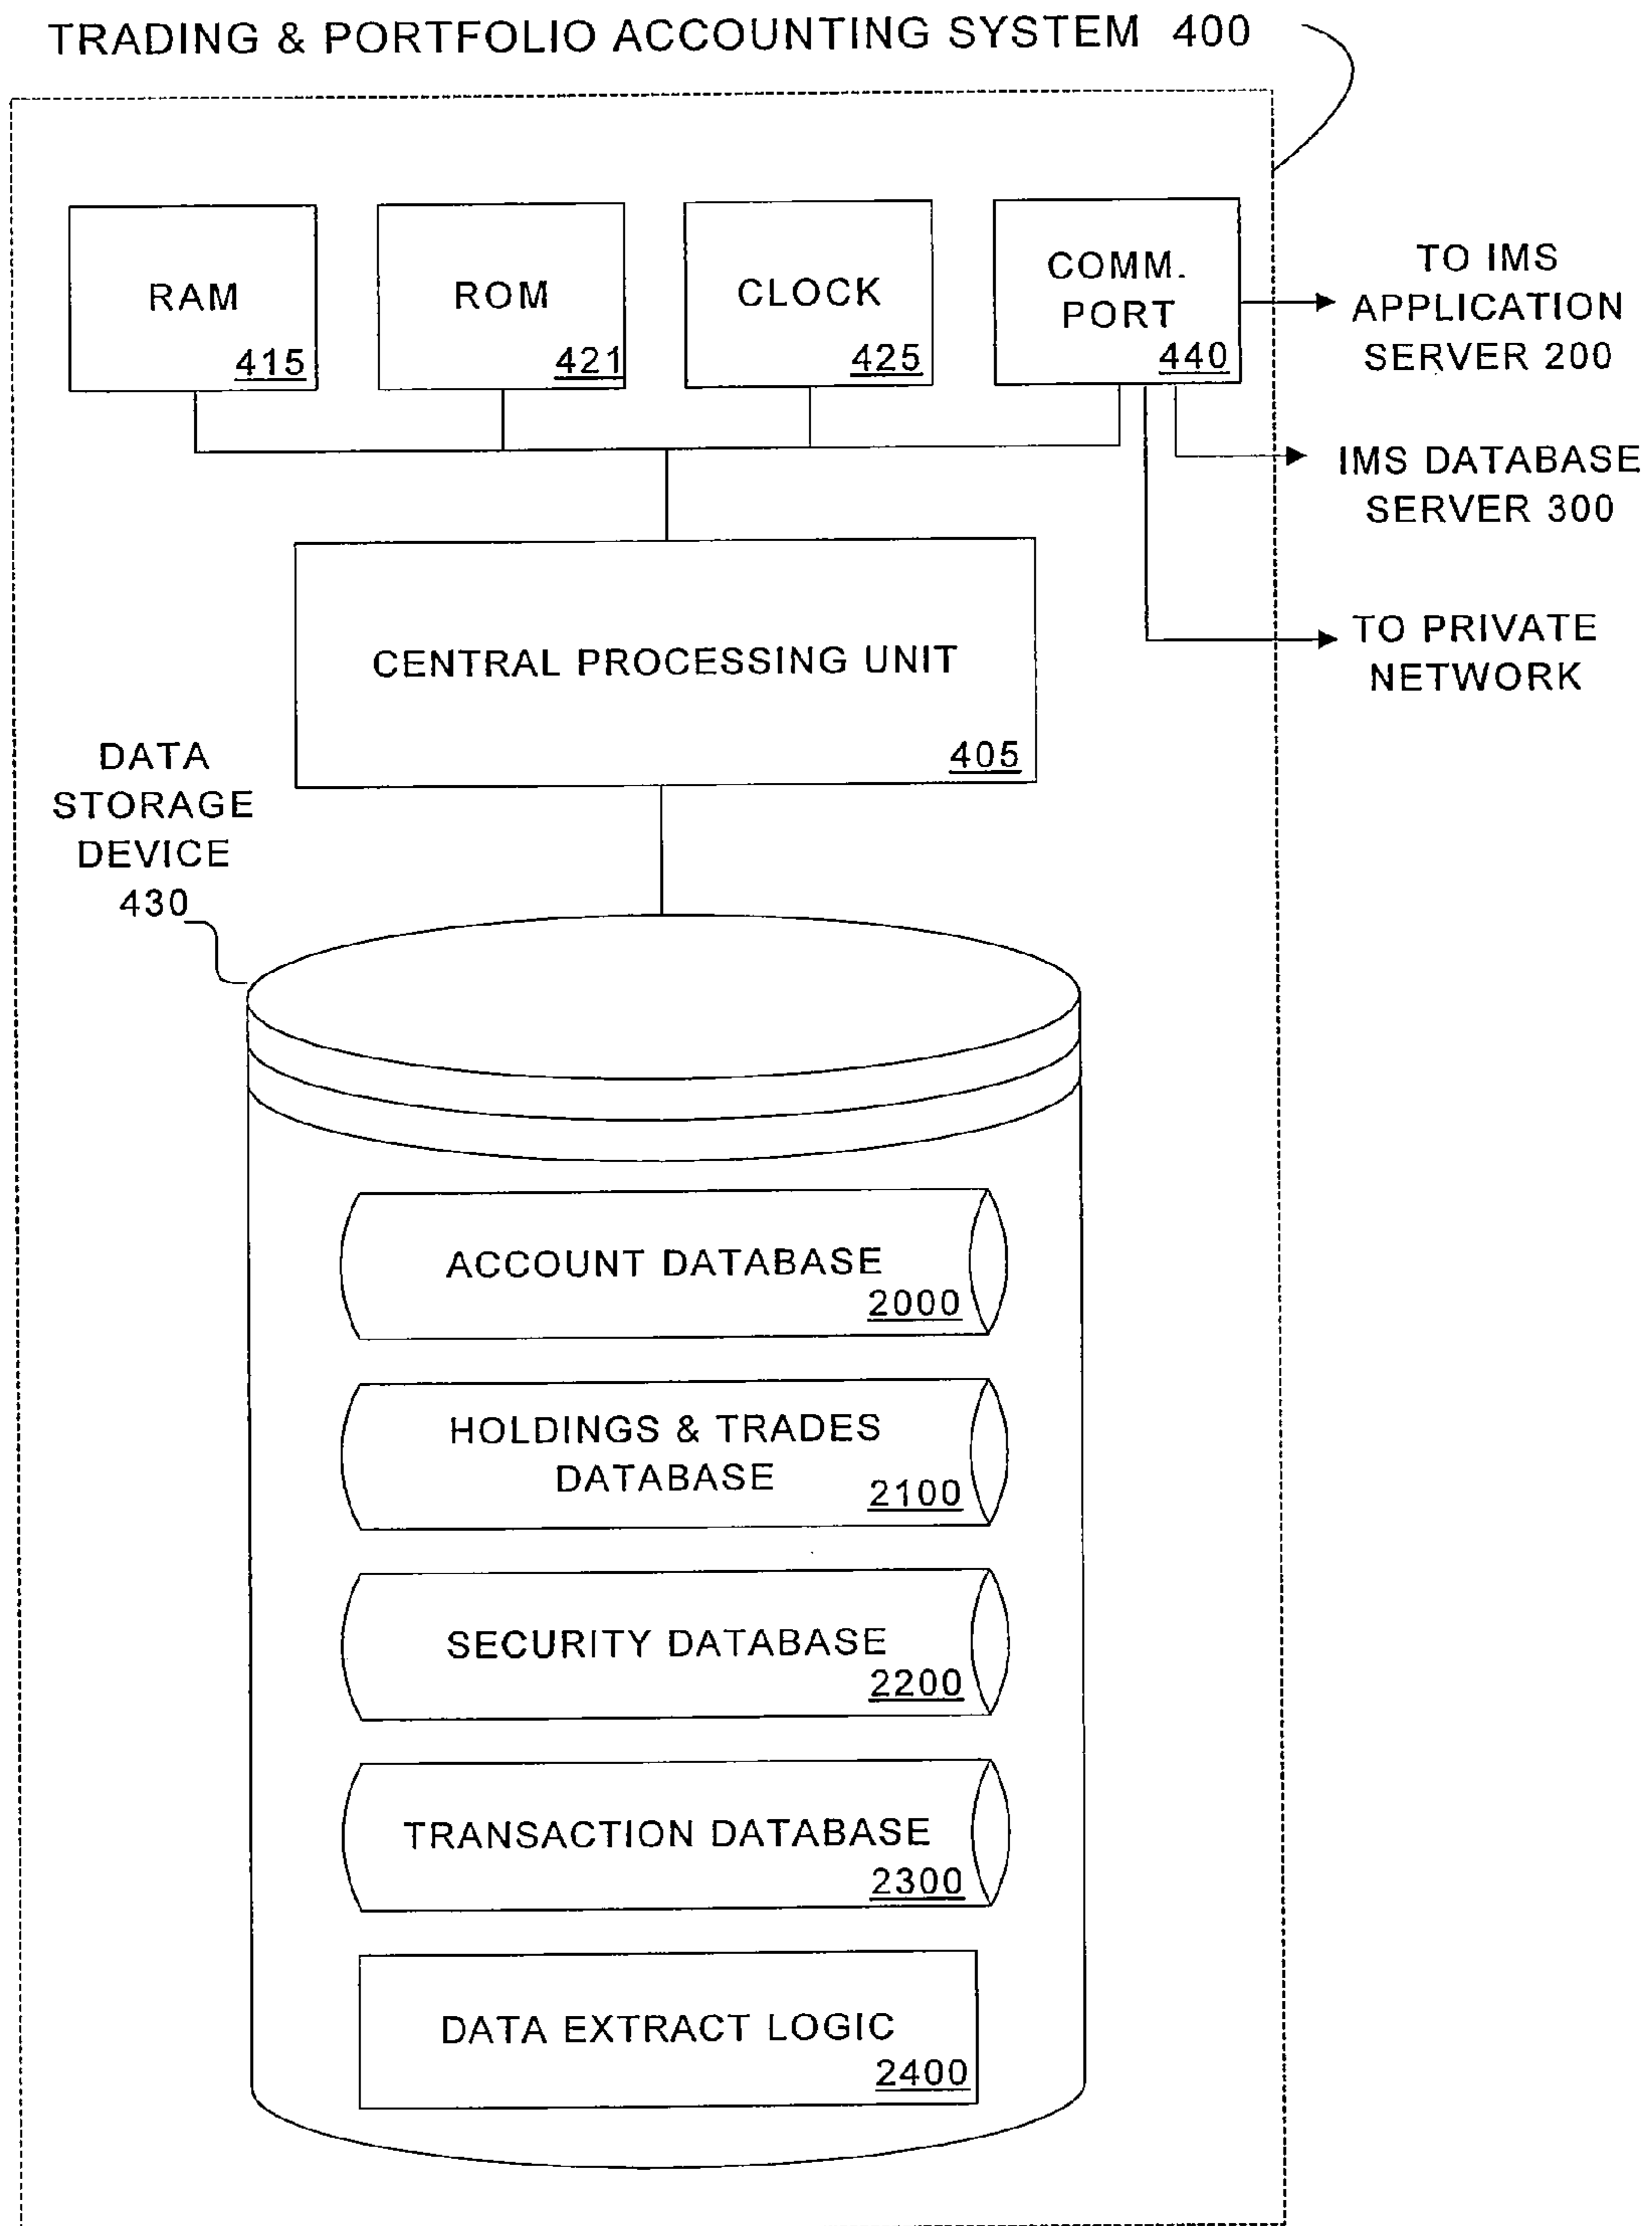 TRADING & PORTFOLIO ACCOUNTING SYSTEM 400
RAM
415
ROM
421
CLOCK
425
COMM.
PORT
440
TO IMS
APPLICATION
SERVER 200
IMS DATABASE
SERVER 300
TO PRIVATE
NETWORK
CENTRAL PROCESSING UNIT
405
DATA
STORAGE
DEVICE
430
ACCOUNT DATABASE
2000
HOLDINGS & TRADES
DATABASE
2100
SECURITY DATABASE
2200
TRANSACTION DATABASE
2300
DATA EXTRACT LOGIC
2400